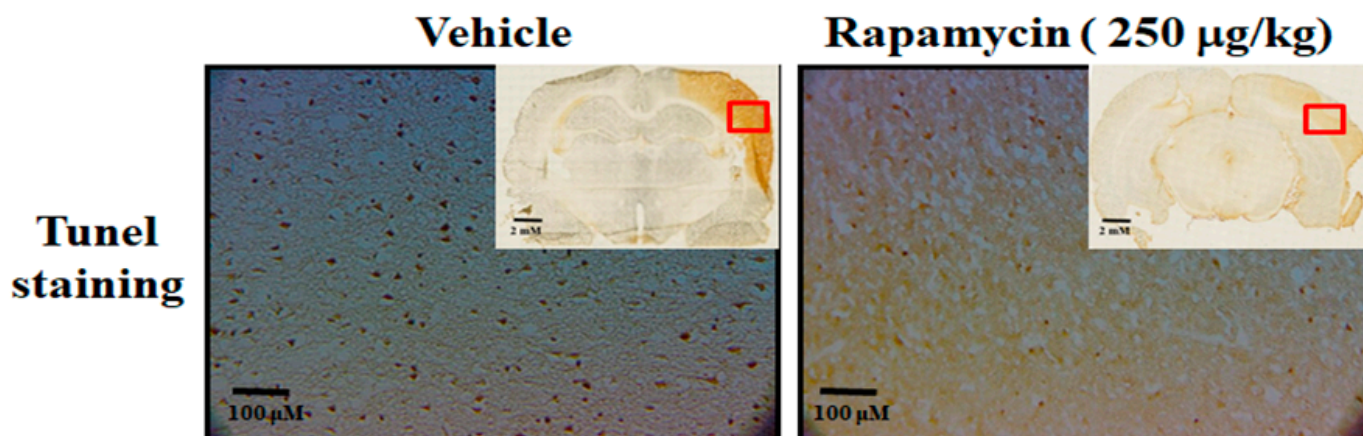 Vehicle
Rapamycin ( 250 µg/kg)
Tunel
staining
2 mM
2 mM
100 µM
100 µM